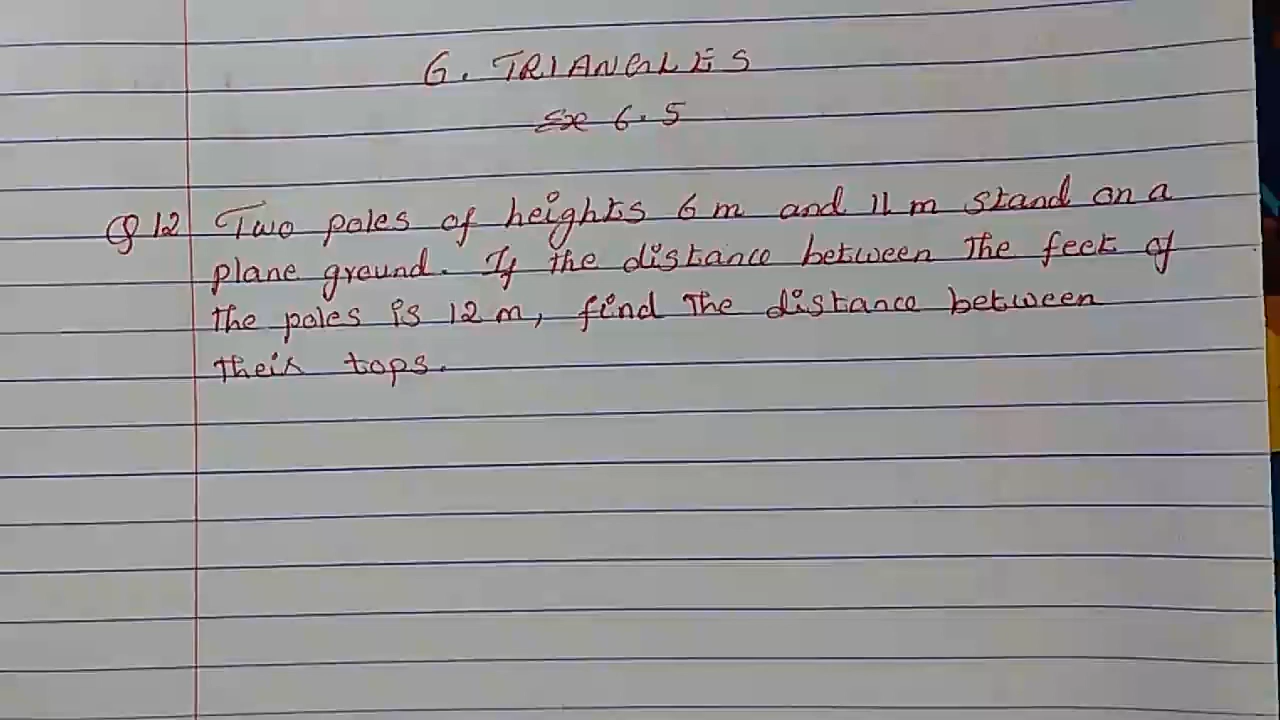 6. TRIANGLES
Ex 6.5
Q 12 Two poles of heights 6 m and 11 m stand on a
plane ground. If the distance between the feet of
the poles is 12 m, find the distance between
their tops.